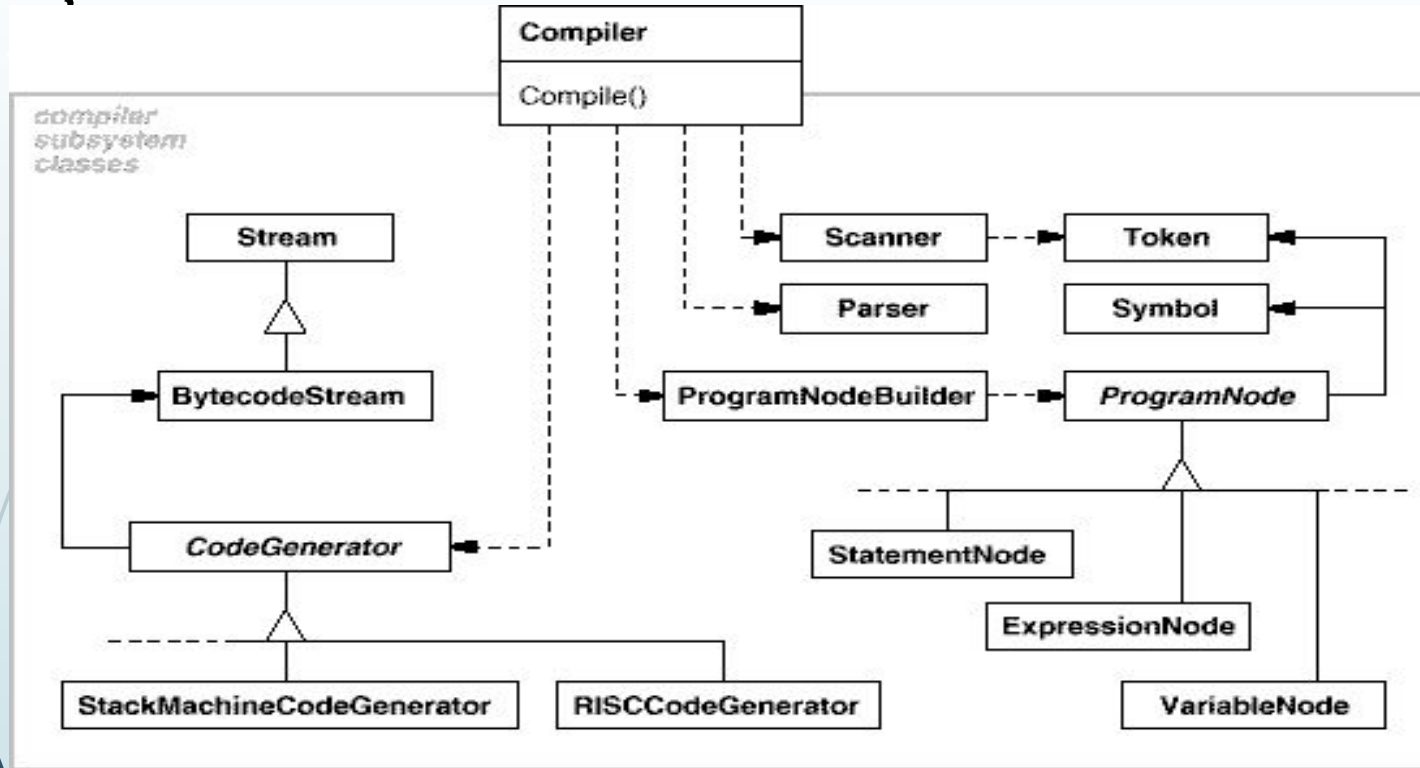 Compiler
Compile()
compiler
subsystem
classes
Stream
Scanner
Token
Parser
Symbol
BytecodeStream
ProgramNodeBuilder
ProgramNode
CodeGenerator
StatementNode
ExpressionNode
StackMachineCodeGenerator
RISCCodeGenerator
VariableNode